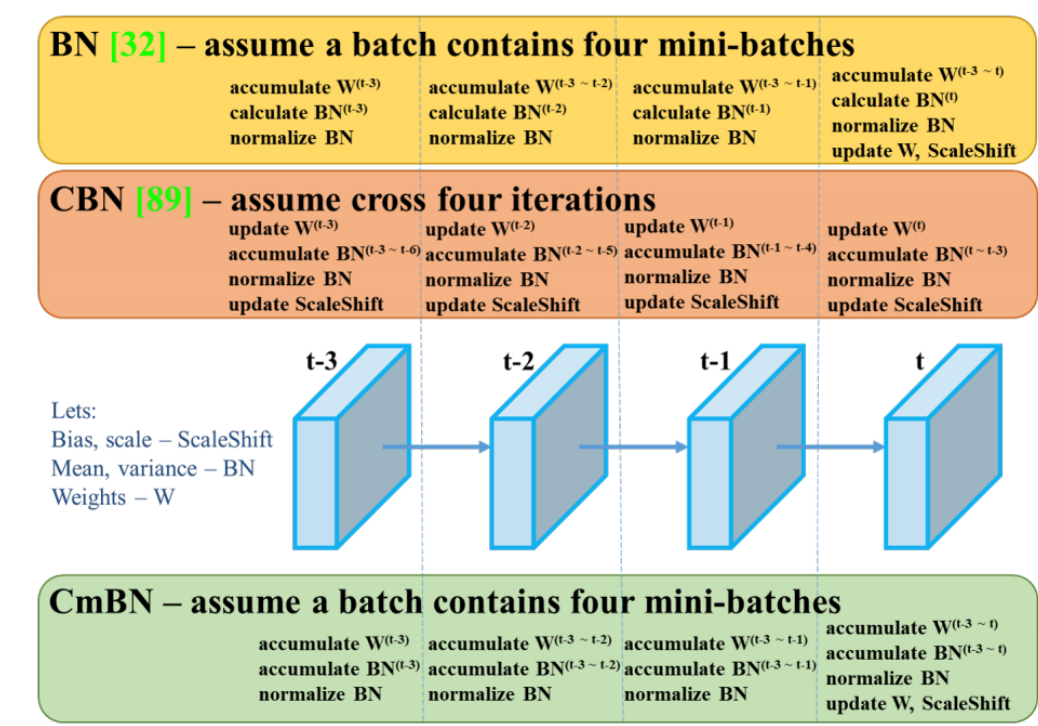 BN [32] – assume a batch contains four mini-batches
accumulate W(t-3)
calculate BN(t-3)
normalize BN
accumulate W(t-3 ~ t-2)
calculate BN(t-2)
normalize BN
accumulate W(t-3 ~ t-1)
calculate BN(t-1)
normalize BN
accumulate W(t-3 ~ t)
calculate BN(t)
normalize BN
update W, ScaleShift
CBN [89] – assume cross four iterations
update W(t-3)
accumulate BN(t-3 ~ t-6)
normalize BN
update ScaleShift
update W(t-2)
accumulate BN(t-2 ~ t-5)
normalize BN
update ScaleShift
update W(t-1)
accumulate BN(t-1 ~ t-4)
normalize BN
update ScaleShift
update W(t)
accumulate BN(t ~ t-3)
normalize BN
update ScaleShift
t-3
t-2
t-1
t
Lets:
Bias, scale – ScaleShift
Mean, variance – BN
Weights – W
CmBN – assume a batch contains four mini-batches
accumulate W(t-3)
accumulate BN(t-3)
normalize BN
accumulate W(t-3 ~ t-2)
accumulate BN(t-3 ~ t-2)
normalize BN
accumulate W(t-3 ~ t-1)
accumulate BN(t-3 ~ t-1)
normalize BN
accumulate W(t-3 ~ t)
accumulate BN(t-3 ~ t)
normalize BN
update W, ScaleShift